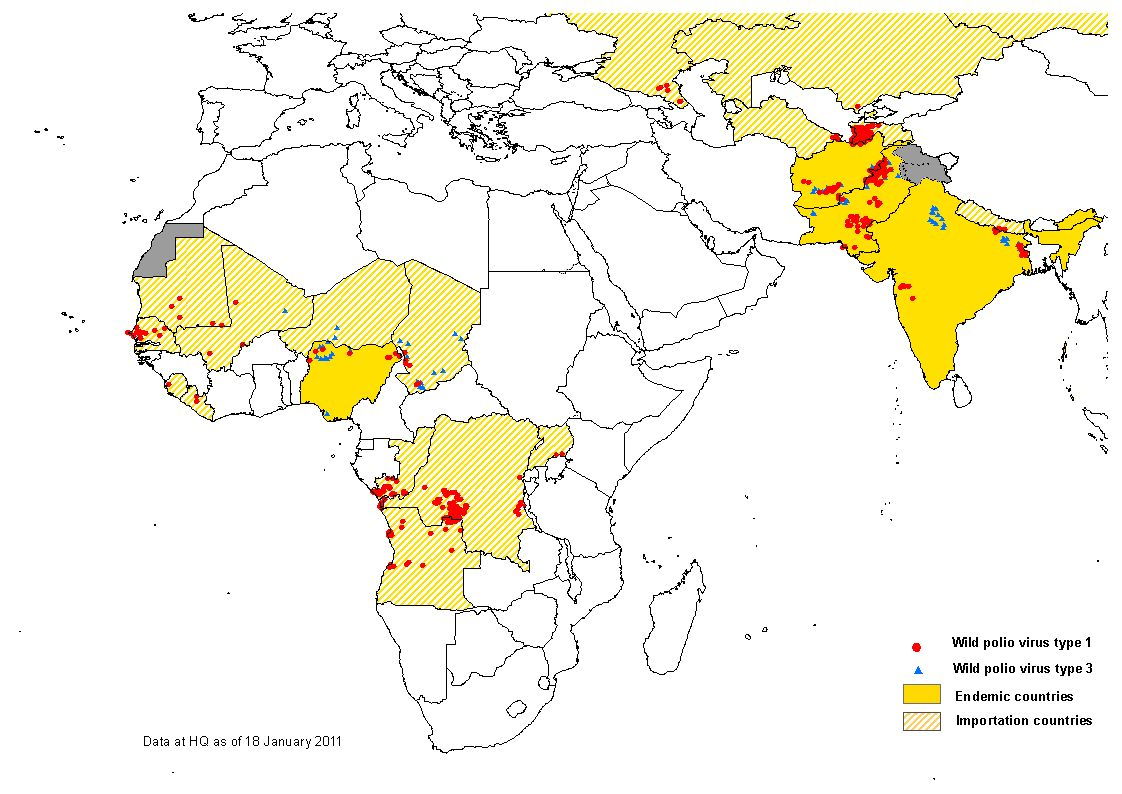 Wild polio virus type 1
Wild polio virus type 3
Endemic countries
Importation countries
Data at HQ as of 18 January 2011